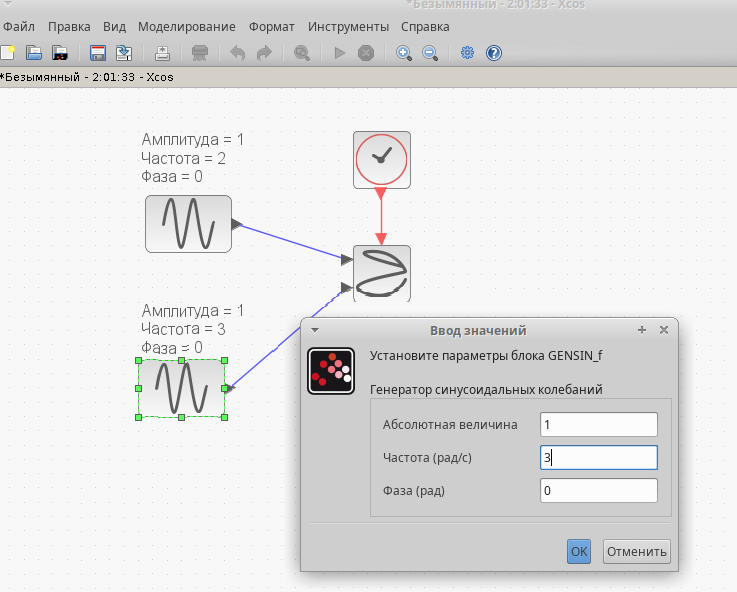 *Безымянный - 2:01:33 - Xcos
Файл Правка Вид Моделирование Формат Инструменты Справка
*Безымянный - 2:01:33 - Xcos
Амплитуда = 1
Частота = 2
Фаза = 0
Амплитуда = 1
Частота = 3
Фаза = 0
Ввод значений
Установите параметры блока GENSIN_f
Генератор синусоидальных колебаний
Абсолютная величина 1
Частота (рад/с) 3
Фаза (рад) 0
OK Отменить